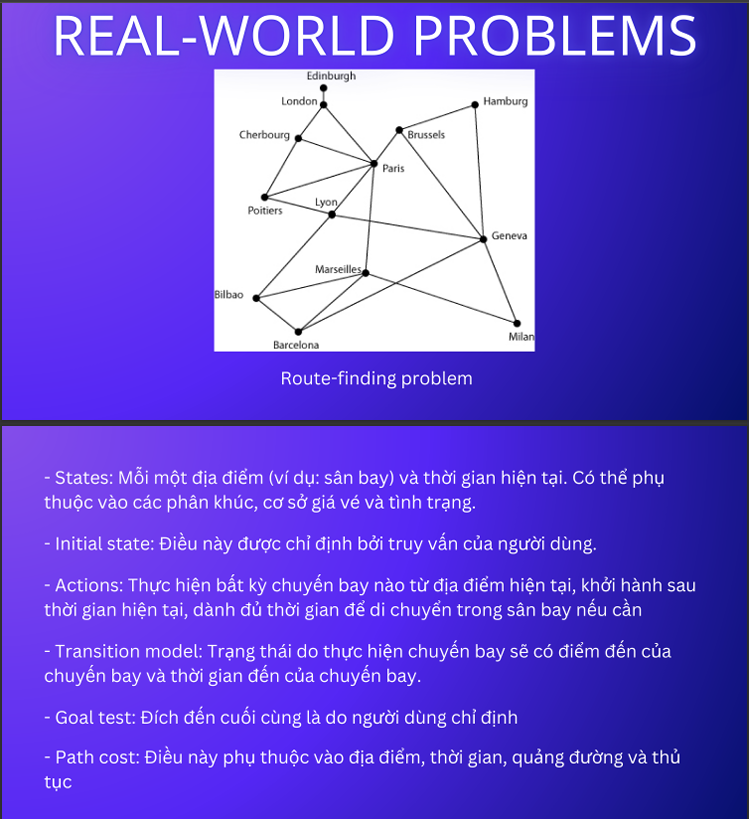 REAL-WORLD PROBLEMS
Edinburgh
London
Hamburg
Cherbourg
Brussels
Paris
Lyon
Poitiers
Geneva
Marseilles
Bilbao
Milan
Barcelona
Route-finding problem
- States: Mỗi một địa điểm (ví dụ: sân bay) và thời gian hiện tại. Có thể phụ
thuộc vào các phân khúc, cơ sở giá vé và tình trạng.
- Initial state: Điều này được chỉ định bởi truy vấn của người dùng.
- Actions: Thực hiện bất kỳ chuyến bay nào từ địa điểm hiện tại, khởi hành sau
thời gian hiện tại, dành đủ thời gian để di chuyển trong sân bay nếu cần
- Transition model: Trạng thái do thực hiện chuyến bay sẽ có điểm đến của
chuyến bay và thời gian đến của chuyến bay.
- Goal test: Đích đến cuối cùng là do người dùng chỉ định
- Path cost: Điều này phụ thuộc vào địa điểm, thời gian, quảng đường và thủ
tục